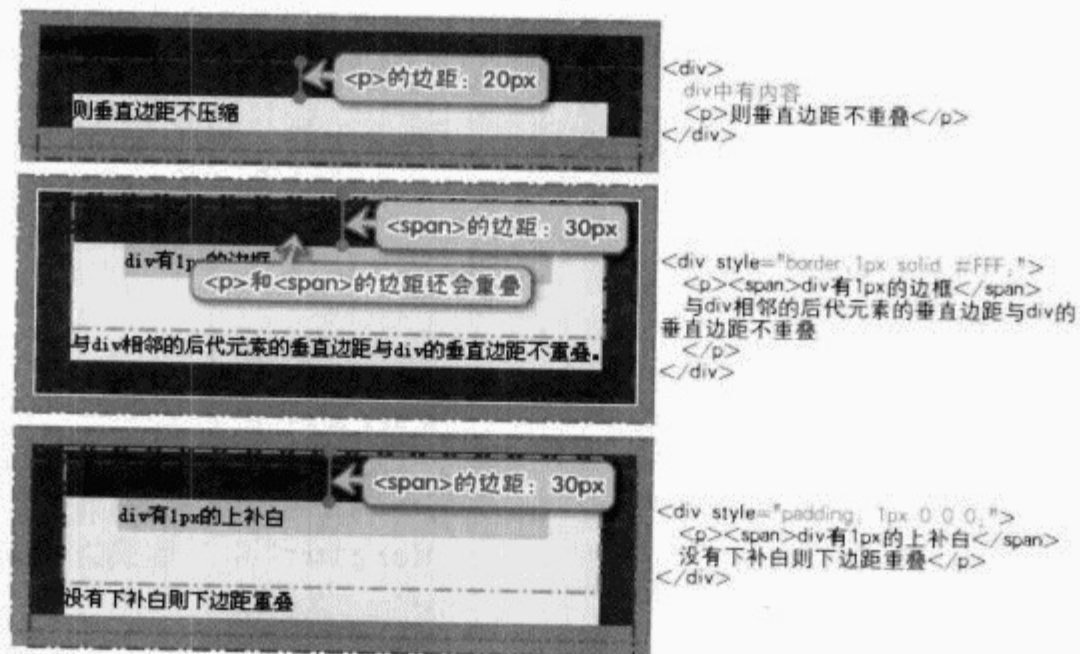 <p>的边距：20px
则垂直边距不压缩
<div>
div中有内容
<p>则垂直边距不重叠</p>
</div>
<span>的边距：30px
div有1p
<p>和<span>的边距还会重叠
与div相邻的后代元素的垂直边距与div的垂直边距不重叠。
<div style="border:1px solid #FFF;">
<p><span>div有1px的边框</span>
与div相邻的后代元素的垂直边距与div的
垂直边距不重叠
</p>
</div>
<span>的边距：30px
div有1px的上补白
没有下补白则下边距重叠
<div style="padding: 1px 0 0 0;">
<p><span>div有1px的上补白</span>
没有下补白则下边距重叠</p>
</div>